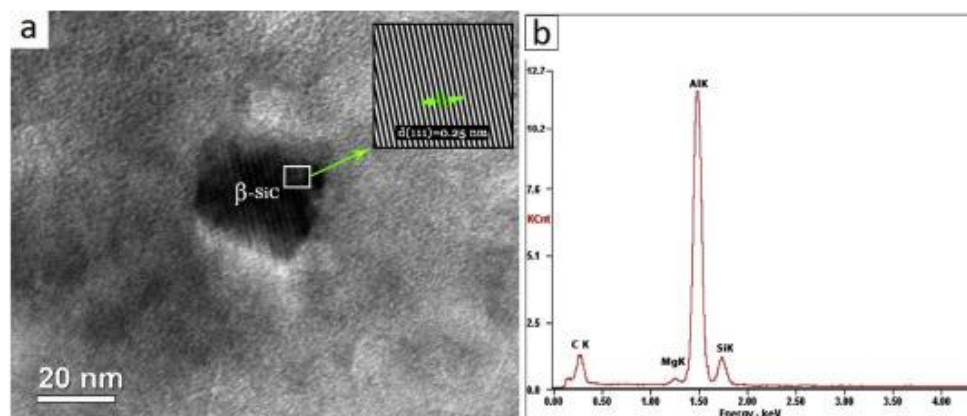 a
d(111)=0.25 nm
β-SiC
20 nm
b
12.7
10.2
7.6
5.1
2.5
0.0
KCnt
C K
MgK
AlK
SiK
0.00 0.50 1.00 1.50 2.00 2.50 3.00 3.50 4.00
Energy - keV